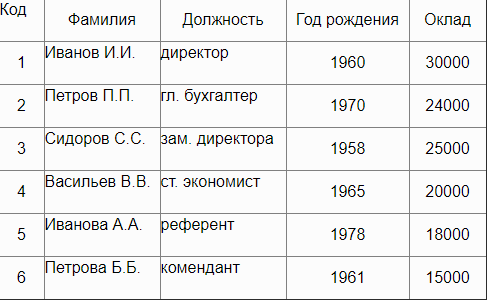 Код Фамилия Должность Год рождения Оклад
1 Иванов И.И. директор 1960 30000
2 Петров П.П. гл. бухгалтер 1970 24000
3 Сидоров С.С. зам. директора 1958 25000
4 Васильев В.В. ст. экономист 1965 20000
5 Иванова А.А. референт 1978 18000
6 Петрова Б.Б. комендант 1961 15000